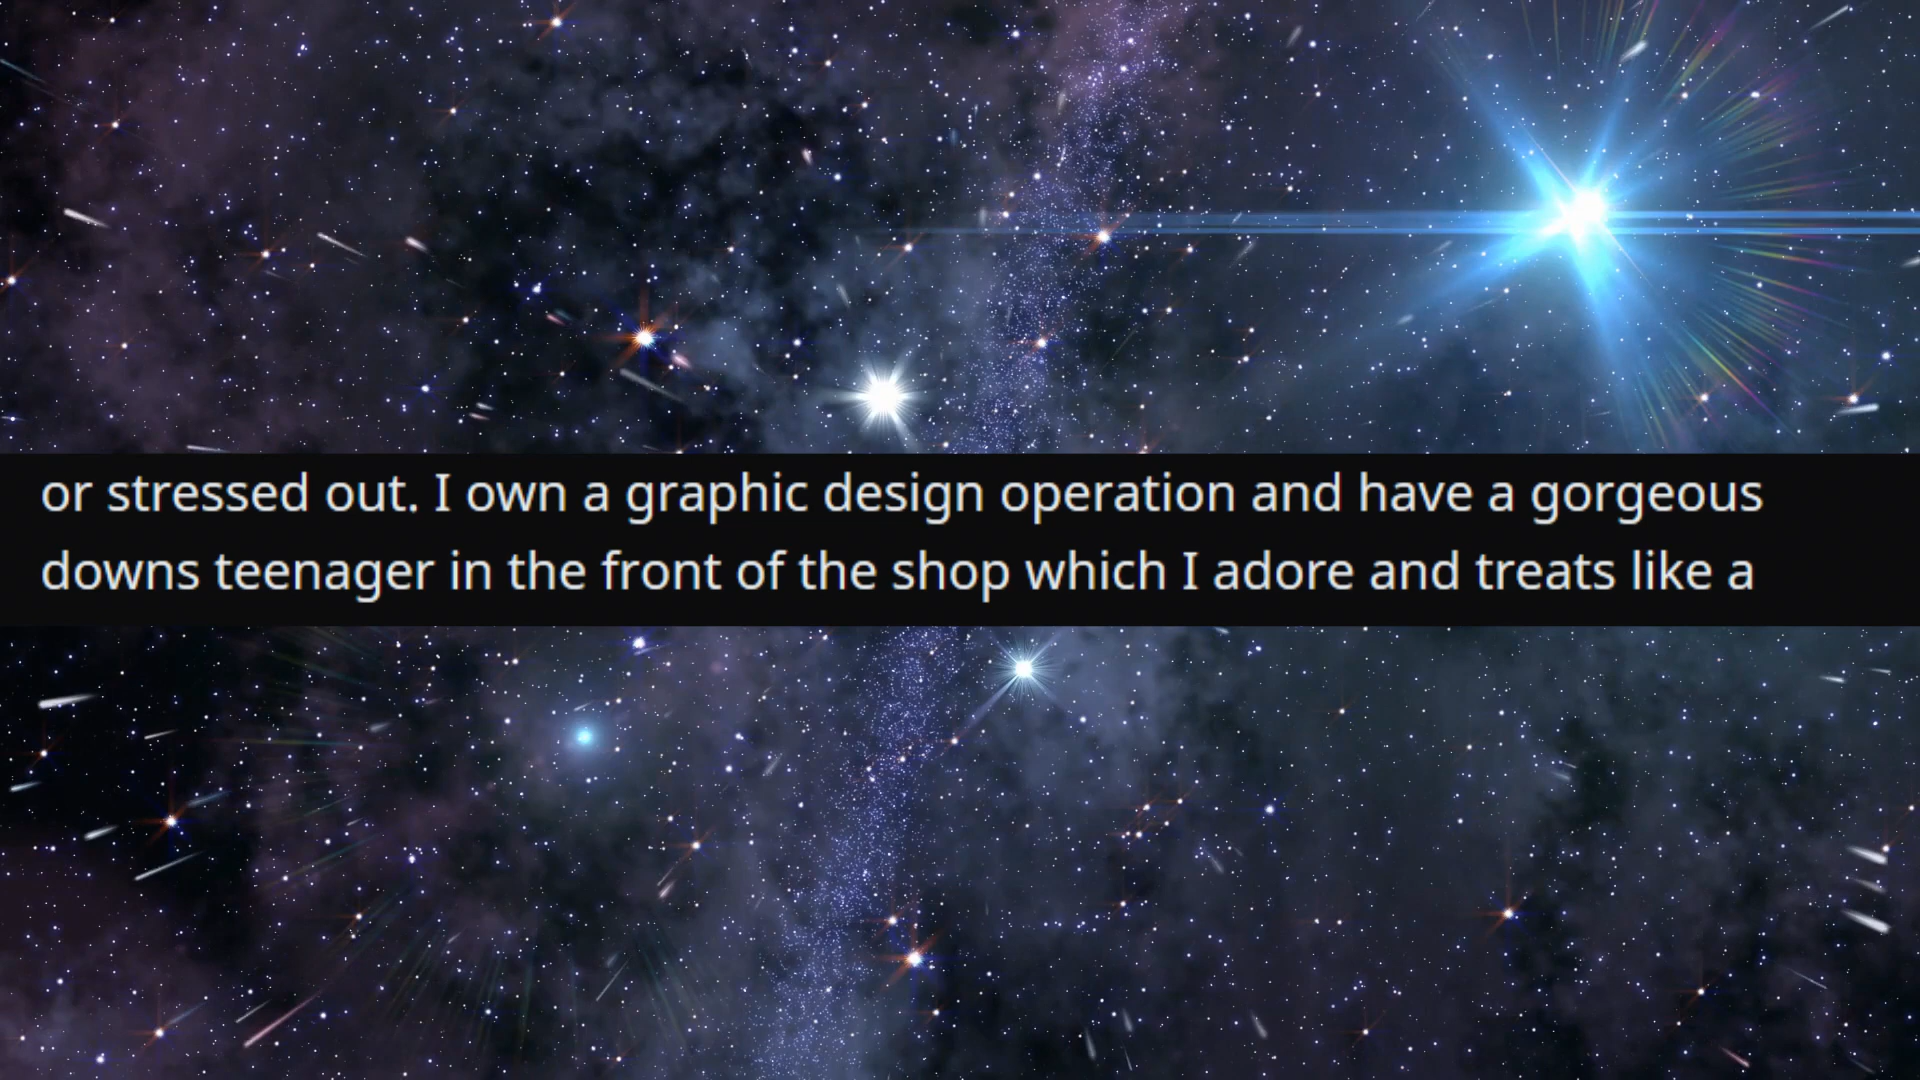 or stressed out. I own a graphic design operation and have a gorgeous
downs teenager in the front of the shop which I adore and treats like a